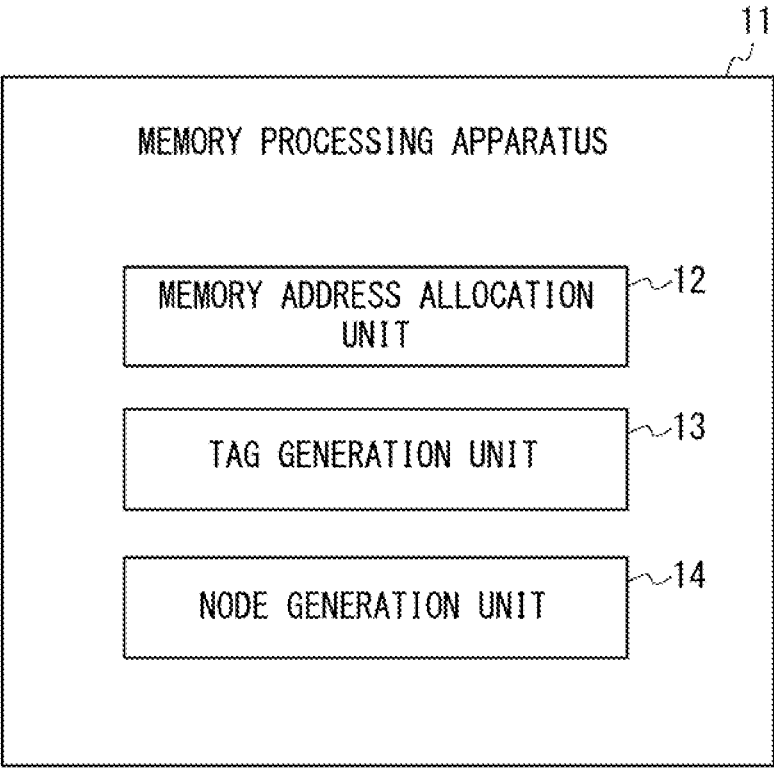 11
MEMORY PROCESSING APPARATUS
MEMORY ADDRESS ALLOCATION
UNIT
12
TAG GENERATION UNIT
13
NODE GENERATION UNIT
14